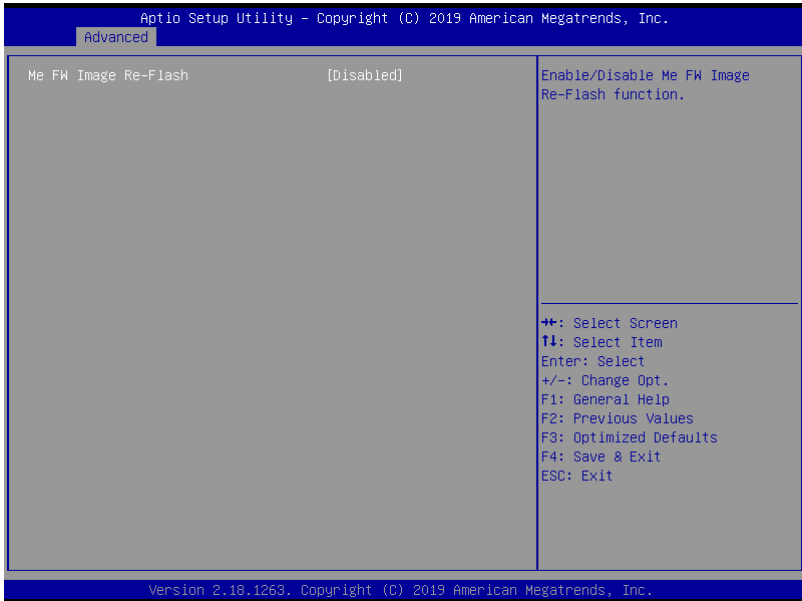 Aptio Setup Utility – Copyright (C) 2019 American Megatrends, Inc.
Advanced
Me FW Image Re-Flash [Disabled]
Enable/Disable Me FW Image
Re-Flash function.
→←: Select Screen
↑↓: Select Item
Enter: Select
+/-: Change Opt.
F1: General Help
F2: Previous Values
F3: Optimized Defaults
F4: Save & Exit
ESC: Exit
Version 2.18.1263. Copyright (C) 2019 American Megatrends, Inc.